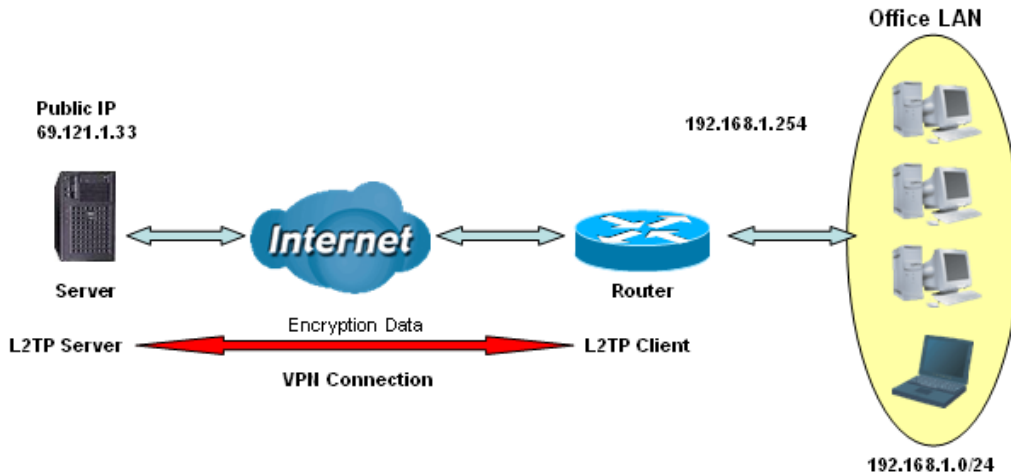 Office LAN
Public IP
69.121.1.33
192.168.1.254
Internet
Server
Router
Encryption Data
L2TP Server
L2TP Client
VPN Connection
192.168.1.0/24